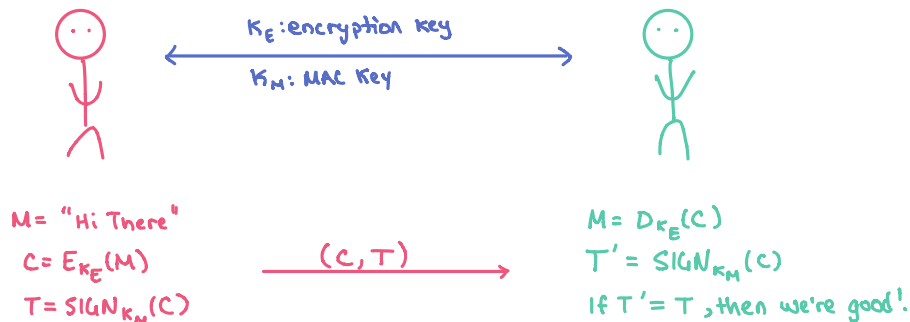 K_E: encryption key
K_M: MAC Key
M = "Hi There"
C = E_{K_E}(M)
T = SIGN_{K_M}(C)
(C, T)
M = D_{K_E}(C)
T' = SIGN_{K_M}(C)
If T' = T, then we're good!